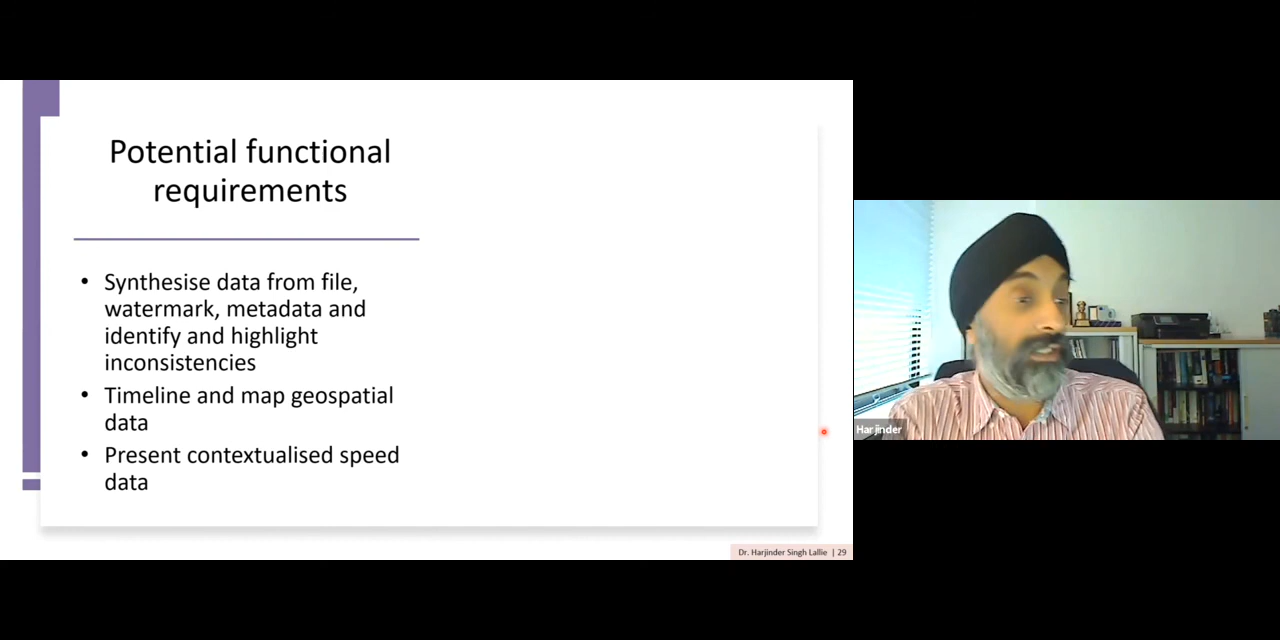 Potential functional
requirements
• Synthesise data from file,
watermark, metadata and
identify and highlight
inconsistencies
• Timeline and map geospatial
data
• Present contextualised speed
data
Dr. Harjinder Singh Lallie | 29
Harjinder